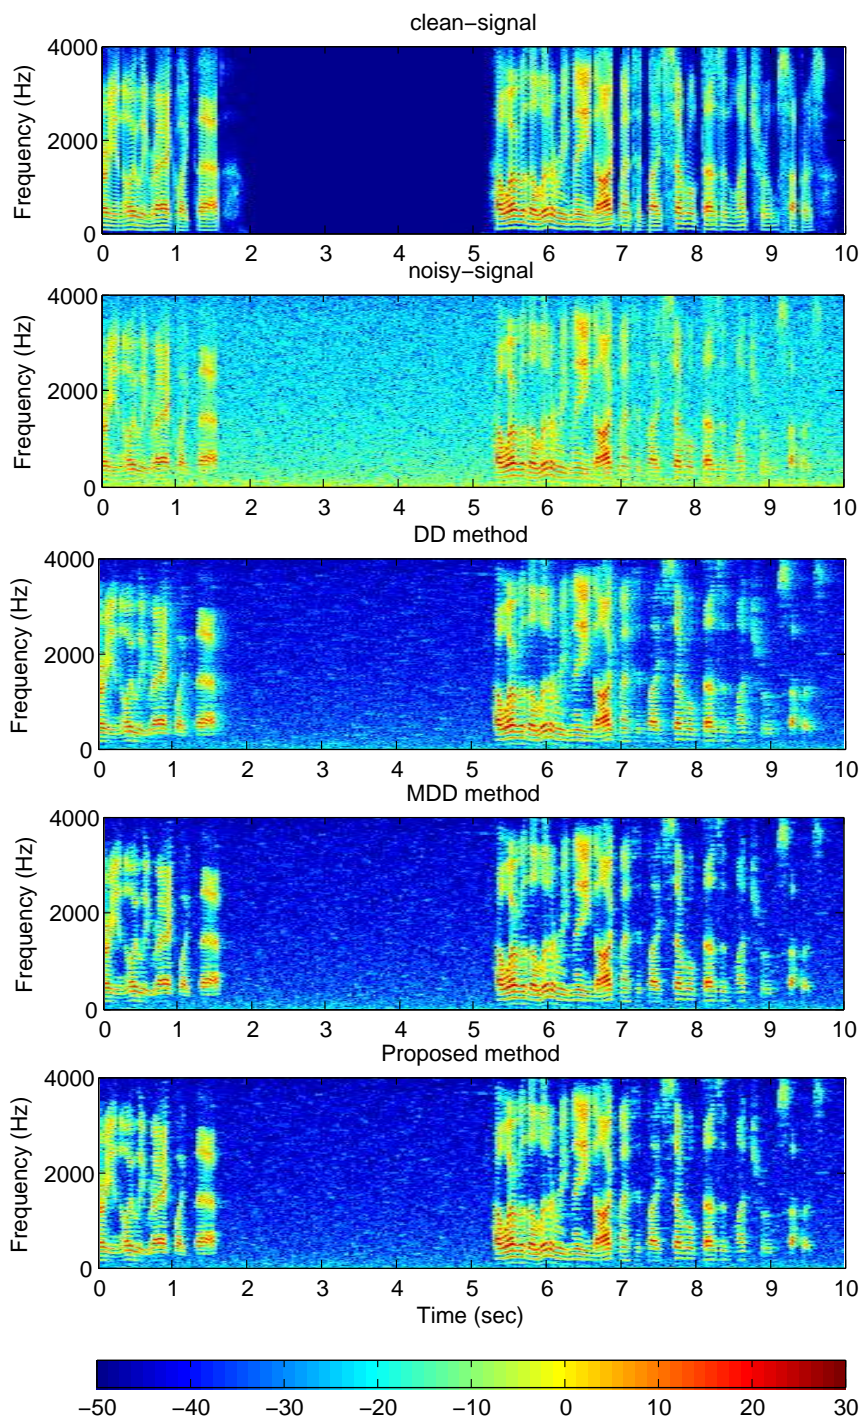 clean−signal
4000
2000
0
Frequency (Hz)
0 1 2 3 4 5 6 7 8 9 10
noisy−signal
4000
2000
0
Frequency (Hz)
0 1 2 3 4 5 6 7 8 9 10
DD method
4000
2000
0
Frequency (Hz)
0 1 2 3 4 5 6 7 8 9 10
MDD method
4000
2000
0
Frequency (Hz)
0 1 2 3 4 5 6 7 8 9 10
Proposed method
4000
2000
0
Frequency (Hz)
0 1 2 3 4 5 6 7 8 9 10
Time (sec)
−50 −40 −30 −20 −10 0 10 20 30